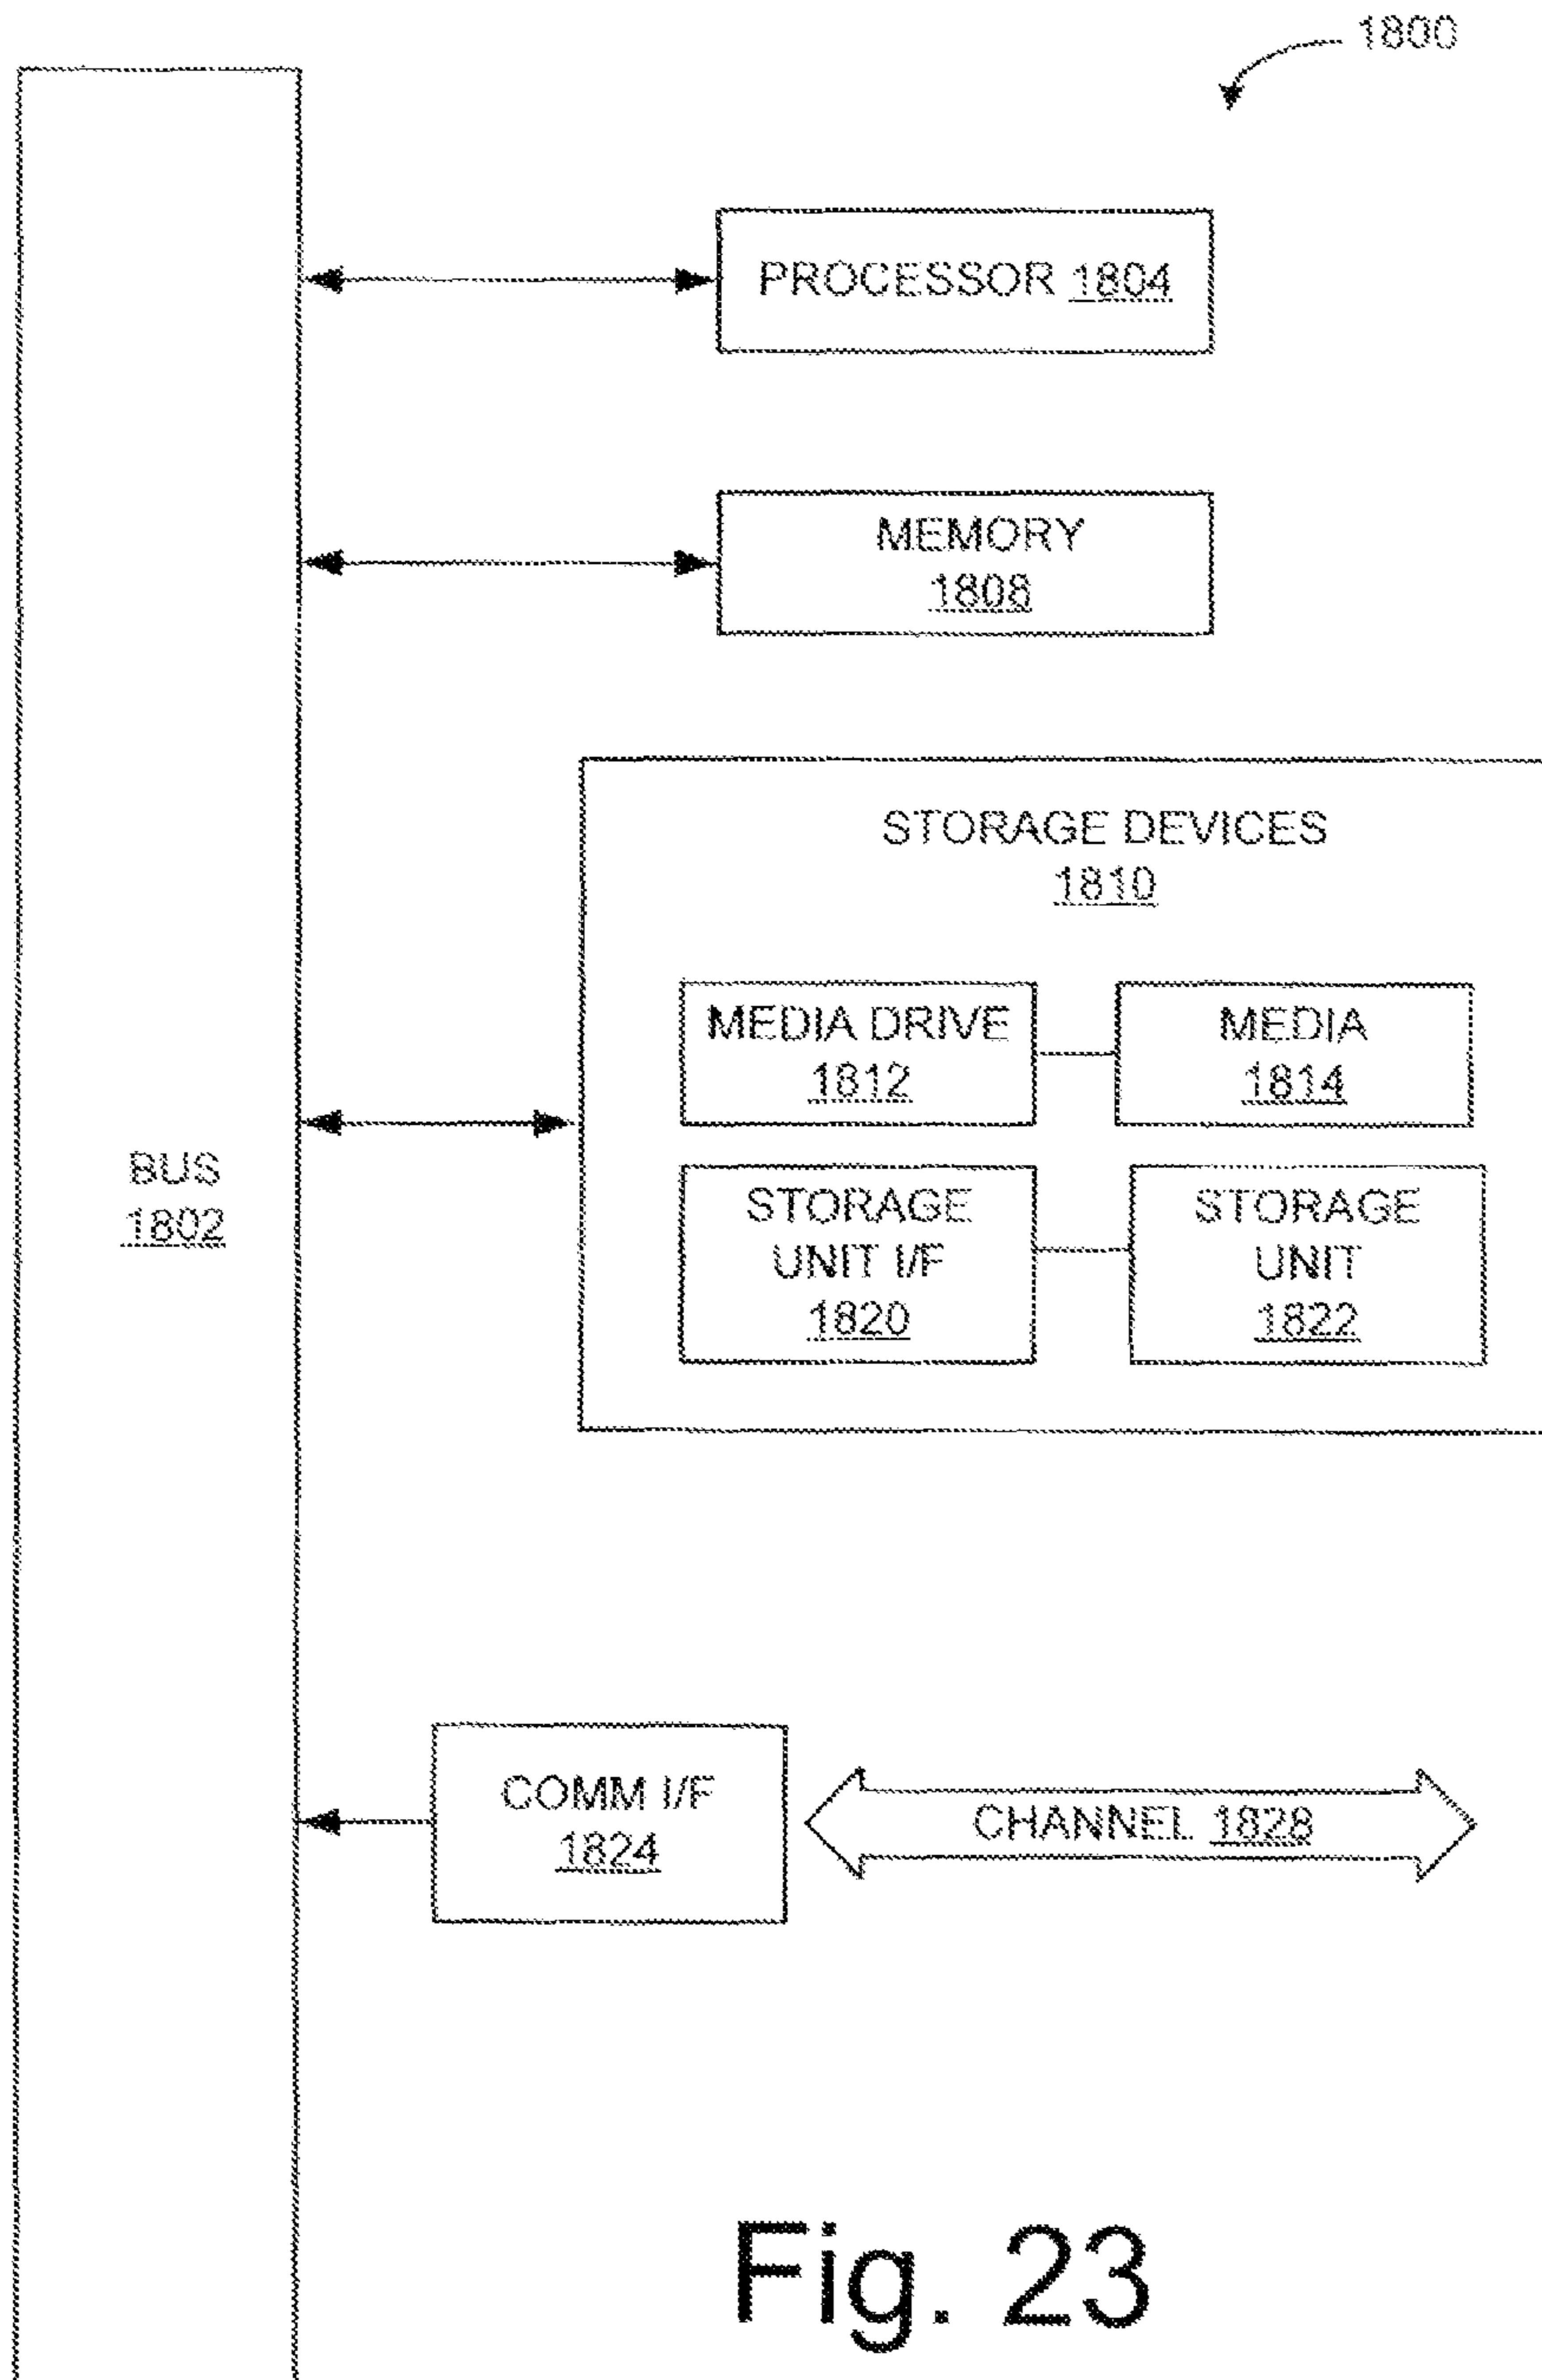 1800
PROCESSOR 1804
MEMORY
1808
STORAGE DEVICES
1810
MEDIA DRIVE
1812
MEDIA
1814
BUS
1802
STORAGE
UNIT I/F
1820
STORAGE
UNIT
1822
COMM I/F
1824
CHANNEL 1828
Fig. 23